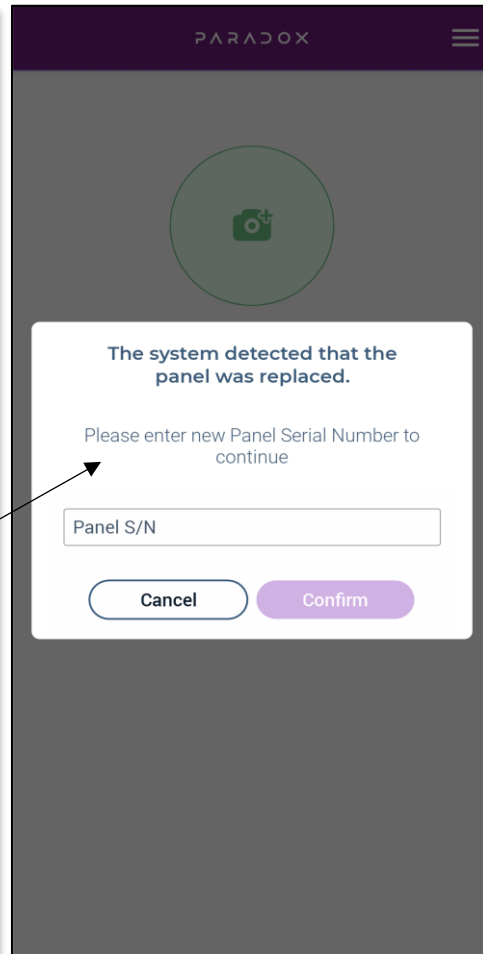 PARADOX
The system detected that the
panel was replaced.
Please enter new Panel Serial Number to
continue
Panel S/N
Cancel Confirm